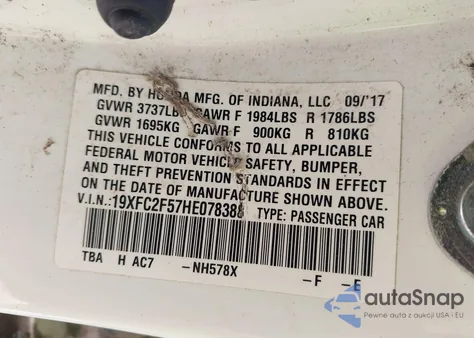 MFD. BY HONDA MFG. OF INDIANA, LLC 09/'17
GVWR 3737LBS GAWR F 1984LBS R 1786LBS
GVWR 1695KG GAWR F 900KG R 810KG
THIS VEHICLE CONFORMS TO ALL APPLICABLE
FEDERAL MOTOR VEHICLE SAFETY, BUMPER,
AND THEFT PREVENTION STANDARDS IN EFFECT
ON THE DATE OF MANUFACTURE SHOWN ABOVE.
V.I.N.:19XFC2F57HE078388 TYPE: PASSENGER CAR
TBA H AC7 -NH578X -F -E
autoSnap
Pewne auta z aukcji USA i EU